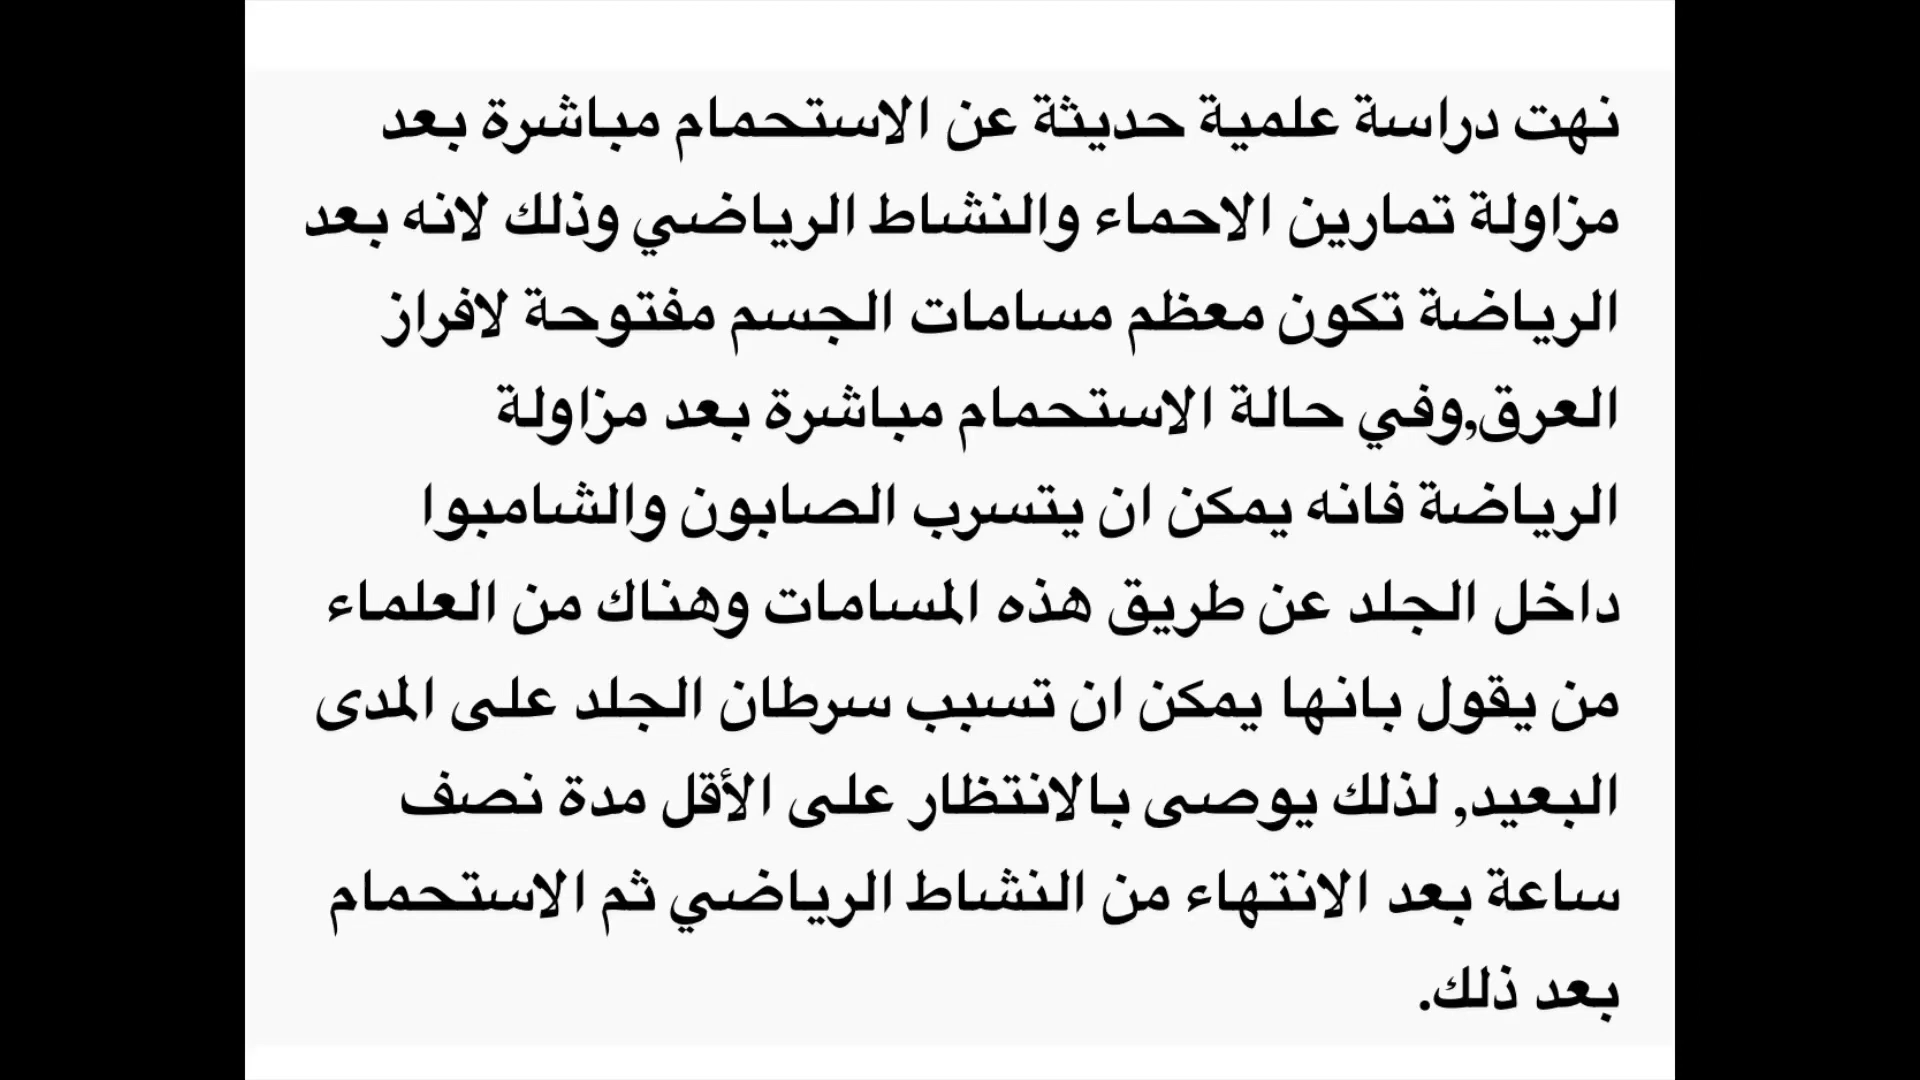 نهت دراسة علمية حديثة عن الاستحمام مباشرة بعد
مزاولة تمارين الاحماء والنشاط الرياضي وذلك لانه بعد
الرياضة تكون معظم مسامات الجسم مفتوحة لافراز
العرق,وفي حالة الاستحمام مباشرة بعد مزاولة
الرياضة فانه يمكن ان يتسرب الصابون والشامبوا
داخل الجلد عن طريق هذه المسامات وهناك من العلماء
من يقول بانها يمكن ان تسبب سرطان الجلد على المدى
البعيد, لذلك يوصى بالانتظار على الأقل مدة نصف
ساعة بعد الانتهاء من النشاط الرياضي ثم الاستحمام
بعد ذلك.